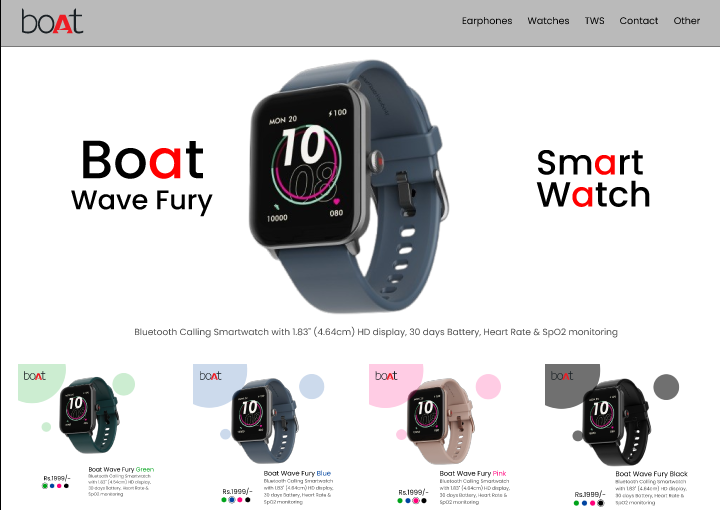 boAt
Earphones Watches TWS Contact Other
MON 20 100
10
08
10000 080
Boat
Wave Fury
Smart
Watch
Bluetooth Calling Smartwatch with 1.83" (4.64cm) HD display, 30 days Battery, Heart Rate & SpO2 monitoring
boAt
10
Rs.1999/-
Boat Wave Fury Green
Bluetooth Calling Smartwatch
with 1.83" (4.64cm) HD display,
30 days Battery, Heart Rate &
SpO2 monitoring
boAt
10
Rs.1999/-
Boat Wave Fury Blue
Bluetooth Calling Smartwatch
with 1.83" (4.64cm) HD display,
30 days Battery, Heart Rate &
SpO2 monitoring
boAt
10
Rs.1999/-
Boat Wave Fury Pink
Bluetooth Calling Smartwatch
with 1.83" (4.64cm) HD display,
30 days Battery, Heart Rate &
SpO2 monitoring
boAt
10
Rs.1999/-
Boat Wave Fury Black
Bluetooth Calling Smartwatch
with 1.83" (4.64cm) HD display,
30 days Battery, Heart Rate &
SpO2 monitoring